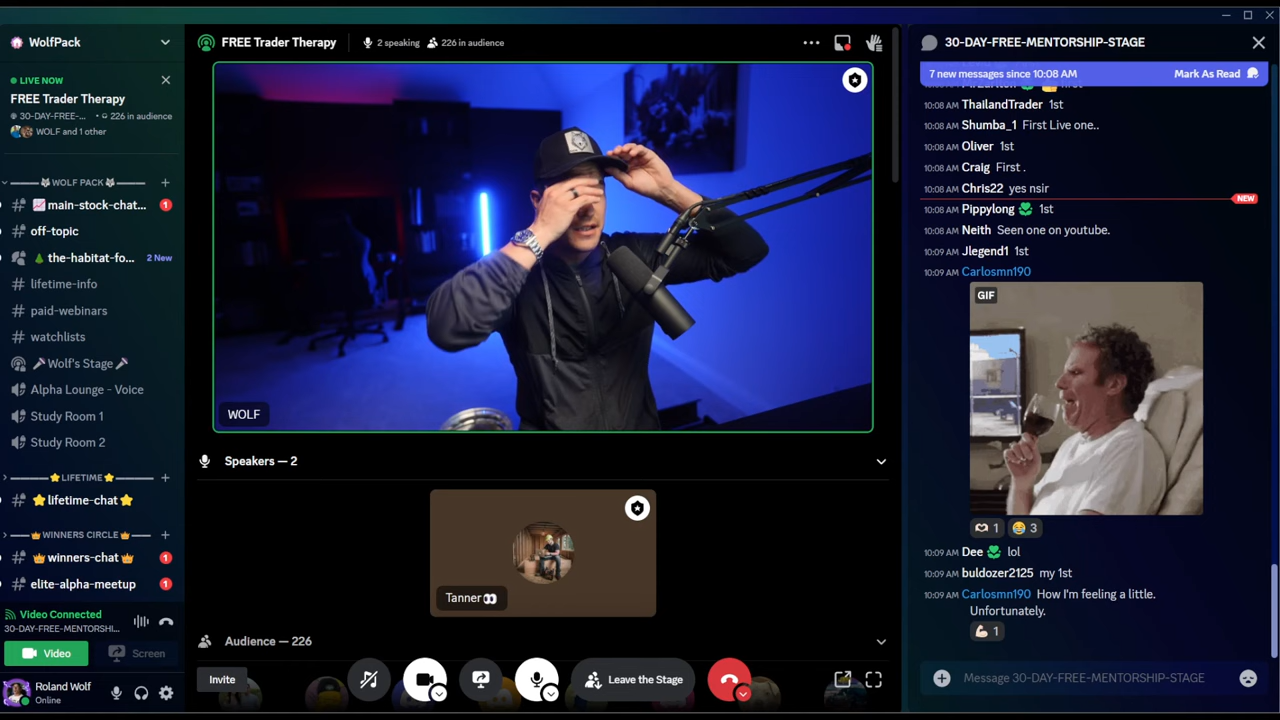 WolfPack
LIVE NOW
FREE Trader Therapy
30-DAY-FREE-... • 226 in audience
WOLF and 1 other
WOLF PACK
main-stock-chat... 1
off-topic
the-habitat-fo... 2 New
lifetime-info
paid-webinars
watchlists
Wolf's Stage
Alpha Lounge - Voice
Study Room 1
Study Room 2
LIFETIME
lifetime-chat
WINNERS CIRCLE
winners-chat 1
elite-alpha-meetup 1
Video Connected
30-DAY-FREE-MENTORSHI...
Video Screen
Roland Wolf
Online
FREE Trader Therapy 2 speaking 226 in audience
WOLF
Speakers — 2
Tanner
Audience — 226
Invite
Leave the Stage
30-DAY-FREE-MENTORSHIP-STAGE
7 new messages since 10:08 AM Mark As Read
10:08 AM ThailandTrader 1st
10:08 AM Shumba_1 First Live one..
10:08 AM Oliver 1st
10:08 AM Craig First .
10:08 AM Chris22 yes nsir
NEW
10:08 AM Pippylong 1st
10:08 AM Neith Seen one on youtube.
10:09 AM Jlegend1 1st
10:09 AM Carlosmn190
GIF
1 3
10:09 AM Dee lol
10:09 AM buldozer2125 my 1st
10:09 AM Carlosmn190 How I'm feeling a little.
Unfortunately.
1
Message 30-DAY-FREE-MENTORSHIP-STAGE